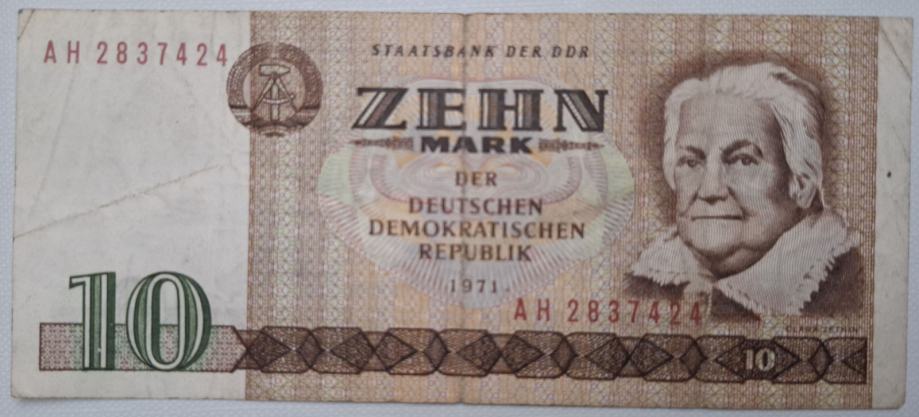 AH 2837424
STAATSBANK DER DDR
ZEHN
MARK
DER
DEUTSCHEN
DEMOKRATISCHEN
REPUBLIK
1971
AH 2837424
CLARA ZETKIN
10
10